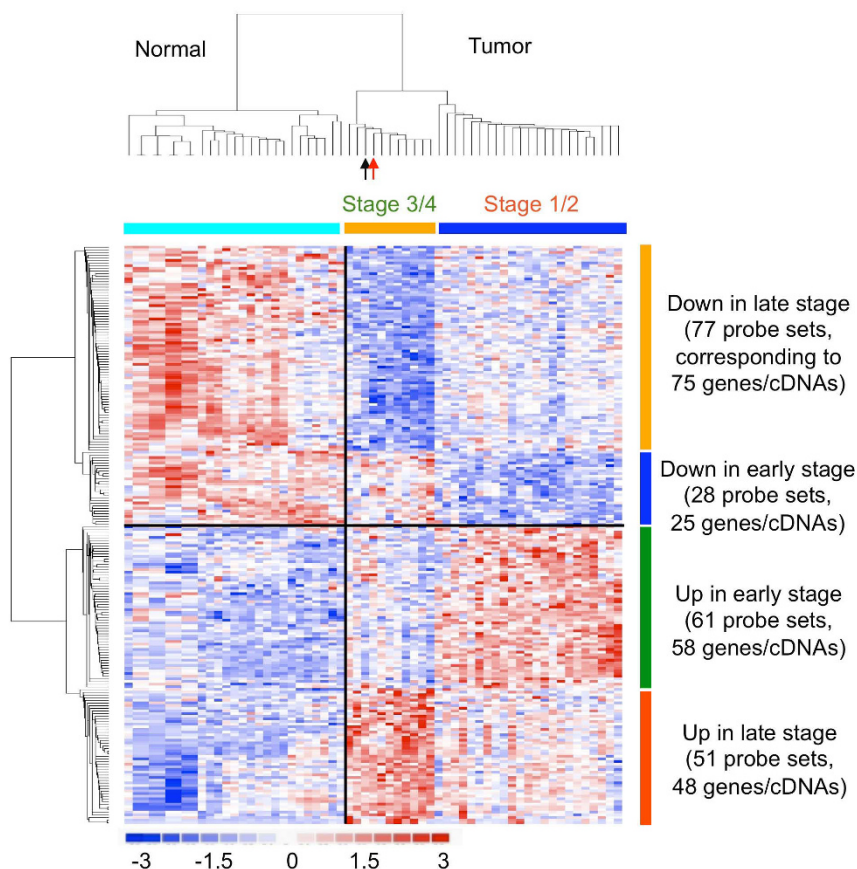 Normal
Tumor
Stage 3/4
Stage 1/2
Down in late stage
(77 probe sets,
corresponding to
75 genes/cDNAs)
Down in early stage
(28 probe sets,
25 genes/cDNAs)
Up in early stage
(61 probe sets,
58 genes/cDNAs)
Up in late stage
(51 probe sets,
48 genes/cDNAs)
-3 -1.5 0 1.5 3